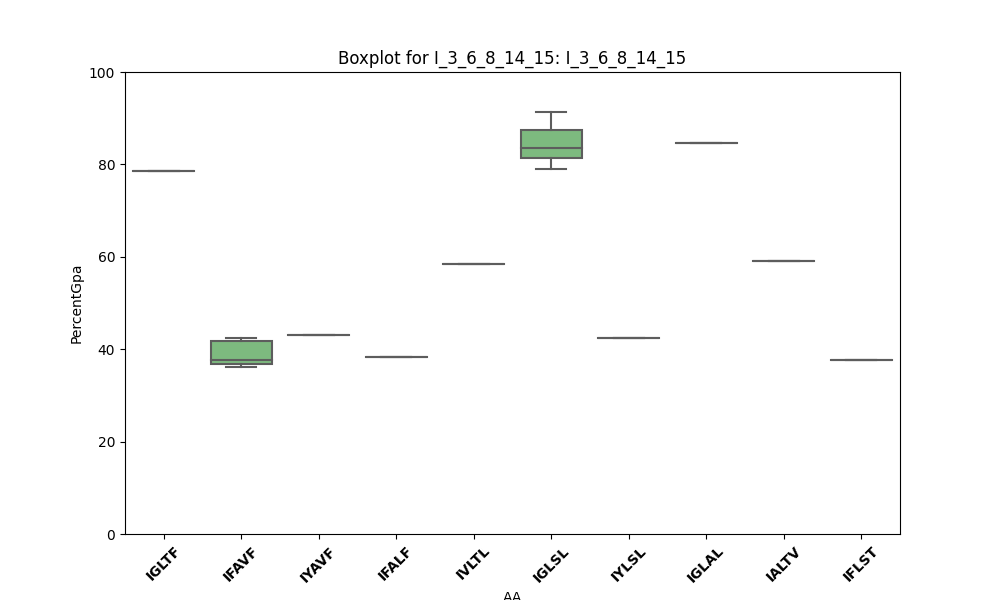 Boxplot for I_3_6_8_14_15: I_3_6_8_14_15
100
80
60
40
20
0
PercentGpa
IGLTF
IFAVF
IYAVF
IFALF
IVLTL
IGLSL
IYLSL
IGLAL
IALTV
IFLST
AA